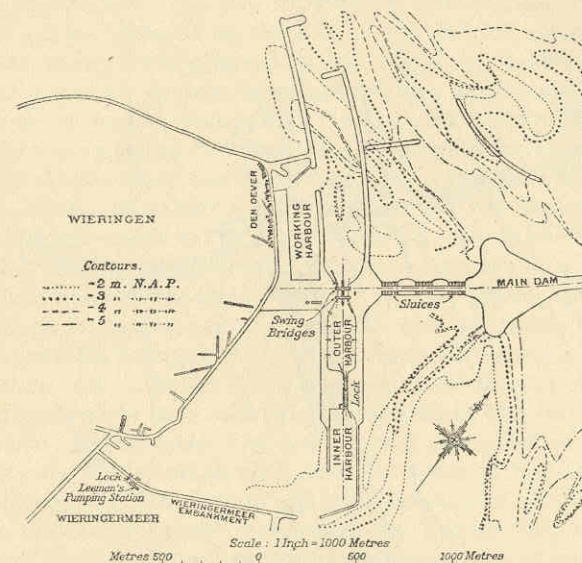 DEN OEVER
WORKING
HARBOUR
WIERINGEN
Contours.
-2 m. N.A.P.
-3 " " " "
-4 " " " "
-5 " " " "
MAIN DAM
Sluices
Swing-
Bridges
OUTER
HARBOUR
Lock
INNER
HARBOUR
Lock
Leeman's
Pumping Station
WIERINGERMEER
EMBANKMENT
WIERINGERMEER
Scale : 1 Inch = 1000 Metres
Metres 500 0 500 1000 Metres